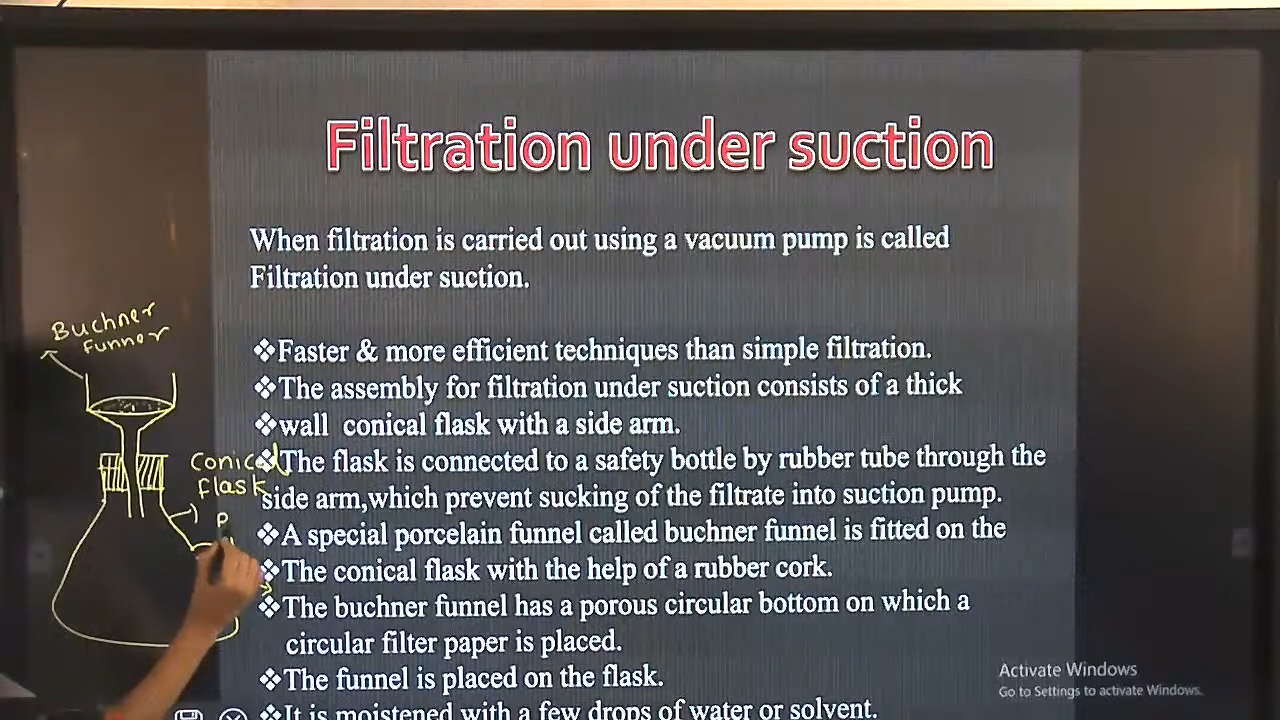 Filtration under suction
When filtration is carried out using a vacuum pump is called
Filtration under suction.
❖Faster & more efficient techniques than simple filtration.
❖The assembly for filtration under suction consists of a thick
❖wall conical flask with a side arm.
❖The flask is connected to a safety bottle by rubber tube through the
side arm,which prevent sucking of the filtrate into suction pump.
❖A special porcelain funnel called buchner funnel is fitted on the
❖The conical flask with the help of a rubber cork.
❖The buchner funnel has a porous circular bottom on which a
circular filter paper is placed.
❖The funnel is placed on the flask.
❖It is moistened with a few drops of water or solvent.
Buchner
Funner
Conical
flask
P
Activate Windows
Go to Settings to activate Windows.